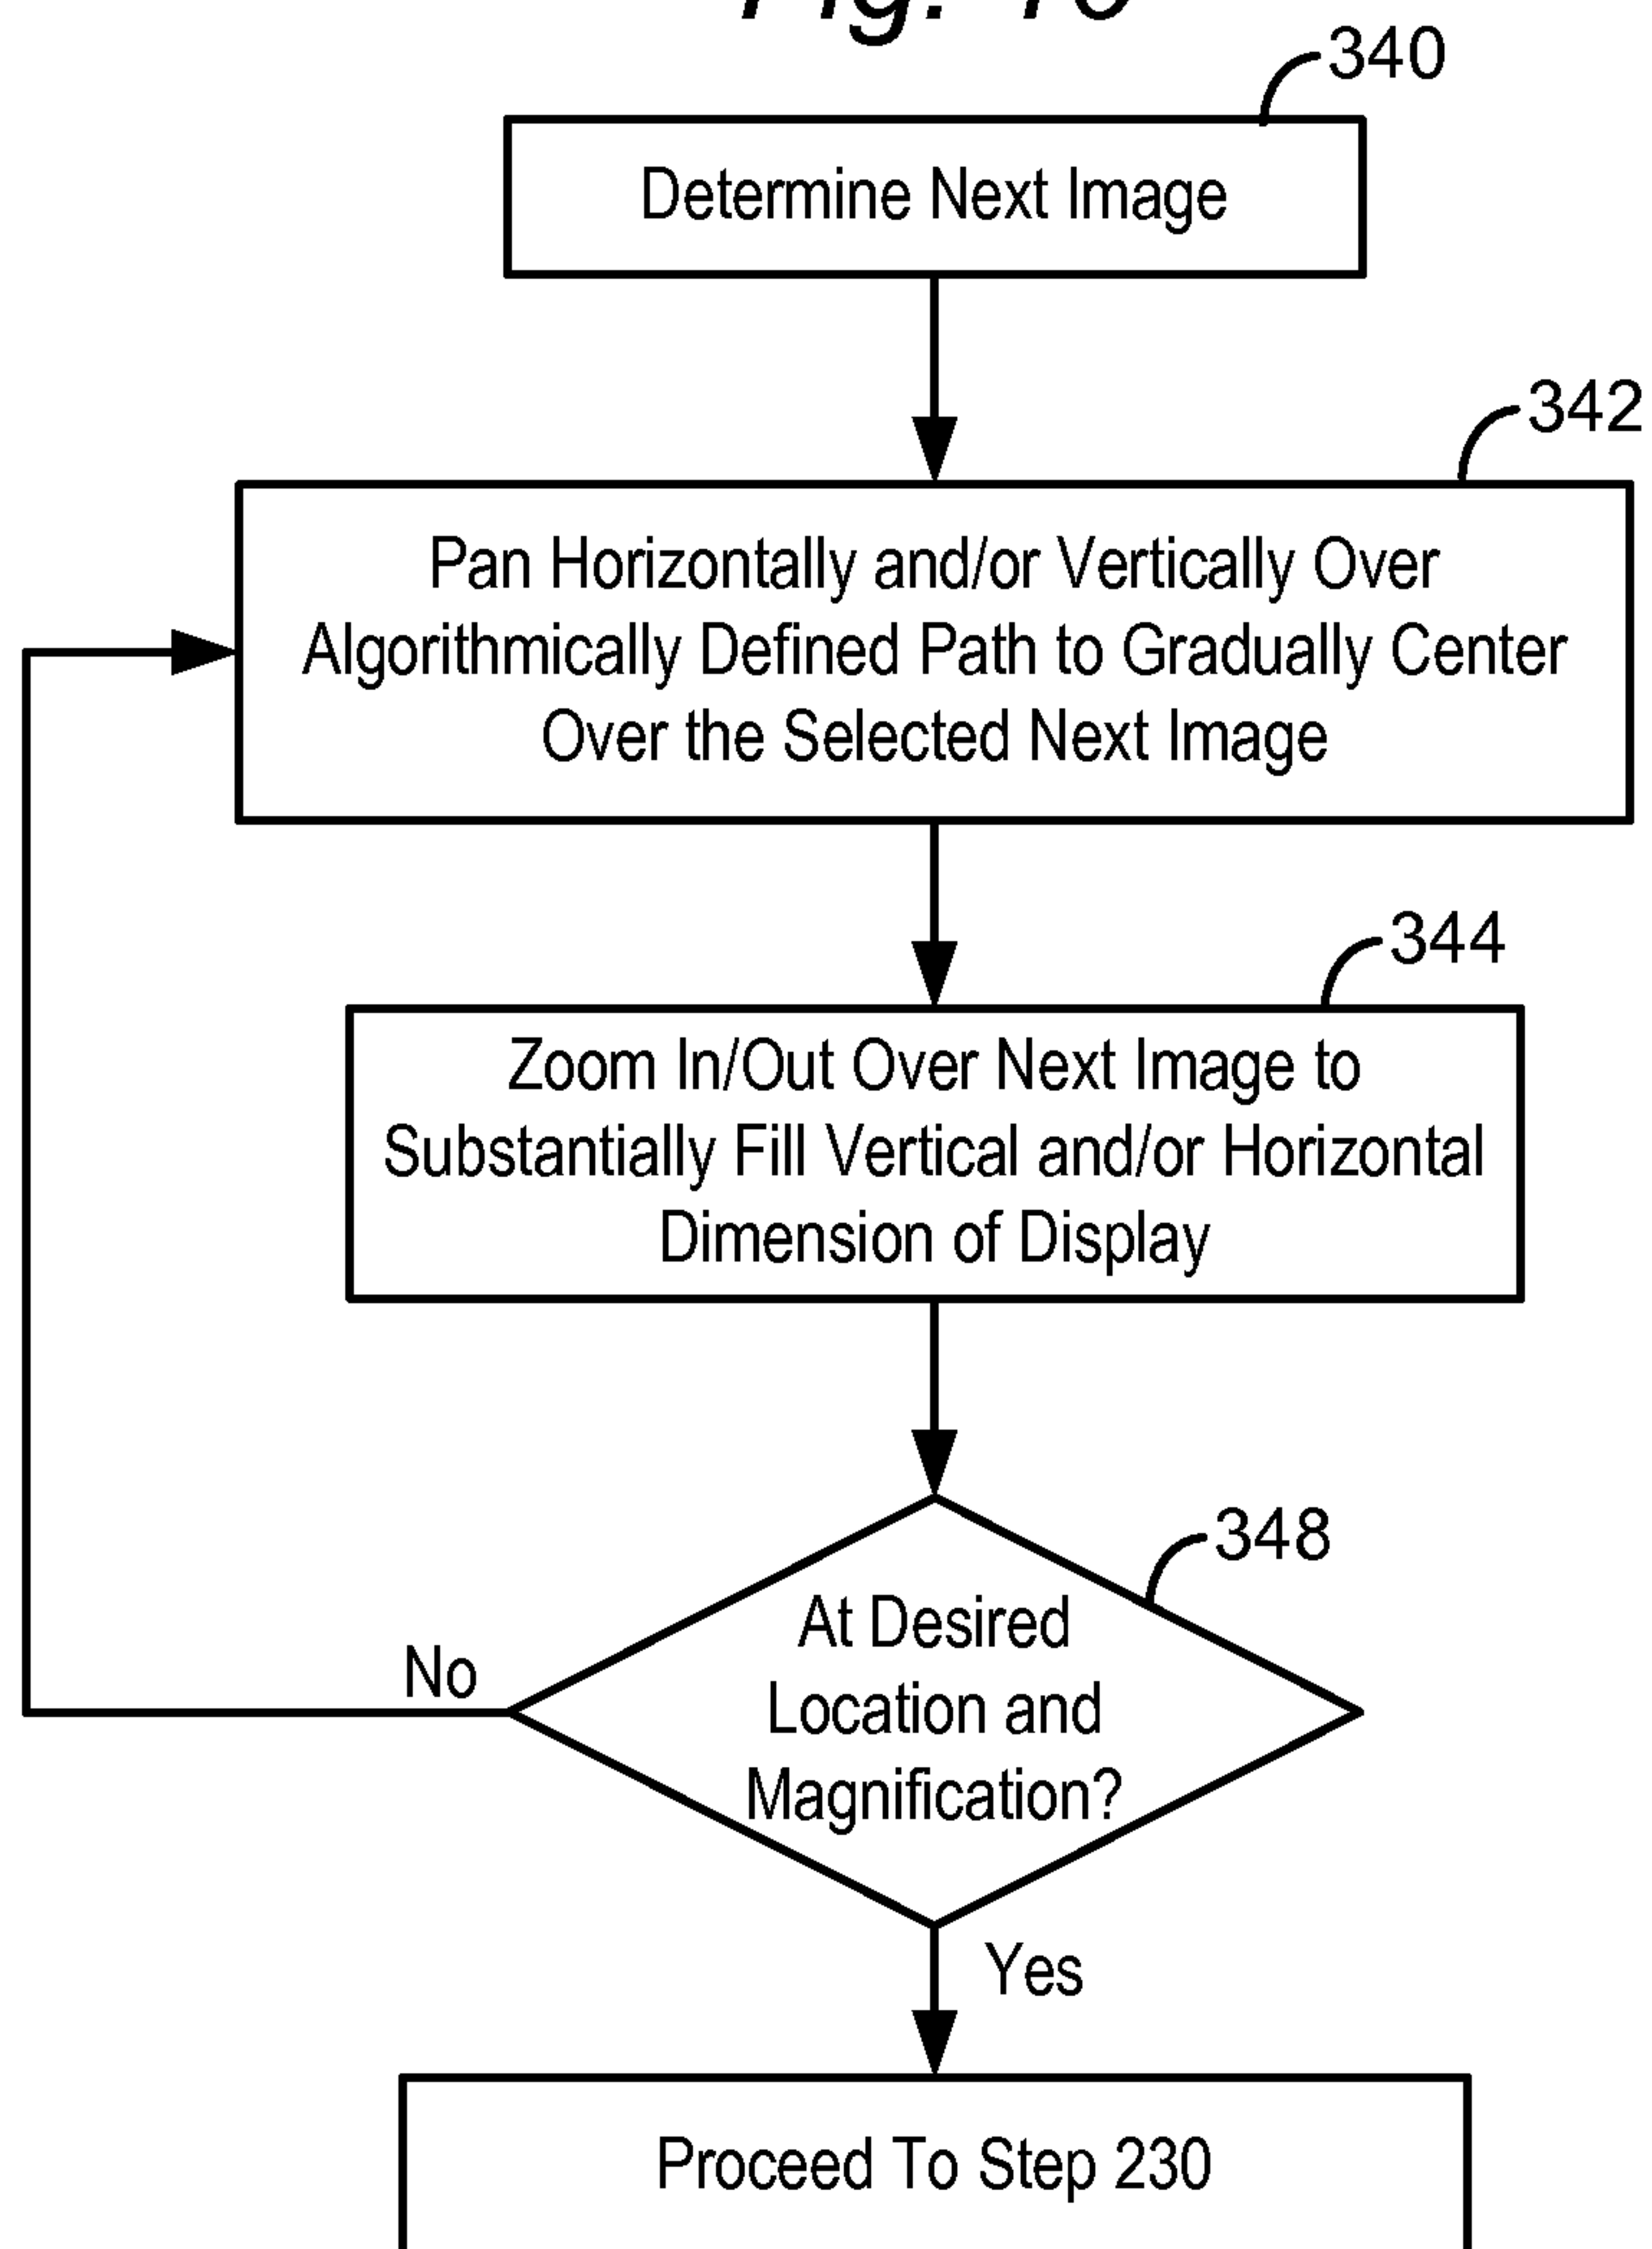 340
Determine Next Image
342
Pan Horizontally and/or Vertically Over
Algorithmically Defined Path to Gradually Center
Over the Selected Next Image
344
Zoom In/Out Over Next Image to
Substantially Fill Vertical and/or Horizontal
Dimension of Display
348
At Desired
Location and
Magnification?
No
Yes
Proceed To Step 230